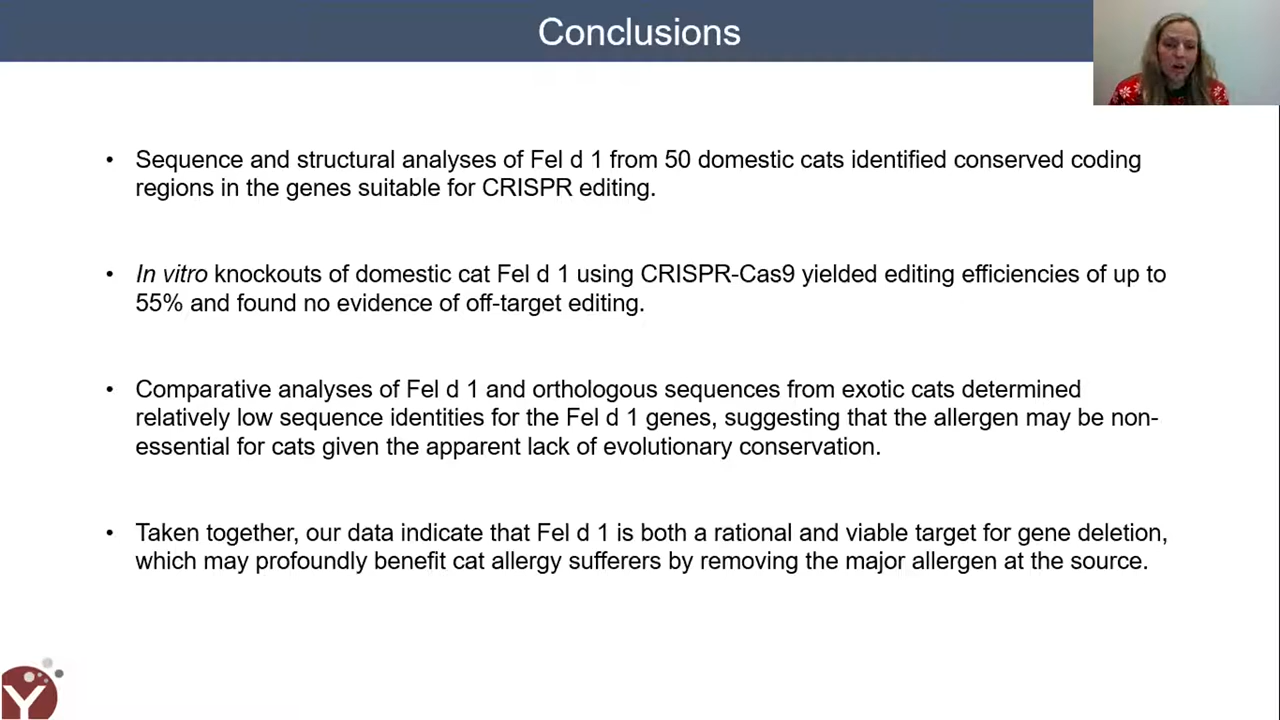 Conclusions
• Sequence and structural analyses of Fel d 1 from 50 domestic cats identified conserved coding
regions in the genes suitable for CRISPR editing.
• In vitro knockouts of domestic cat Fel d 1 using CRISPR-Cas9 yielded editing efficiencies of up to
55% and found no evidence of off-target editing.
• Comparative analyses of Fel d 1 and orthologous sequences from exotic cats determined
relatively low sequence identities for the Fel d 1 genes, suggesting that the allergen may be non-
essential for cats given the apparent lack of evolutionary conservation.
• Taken together, our data indicate that Fel d 1 is both a rational and viable target for gene deletion,
which may profoundly benefit cat allergy sufferers by removing the major allergen at the source.
Y